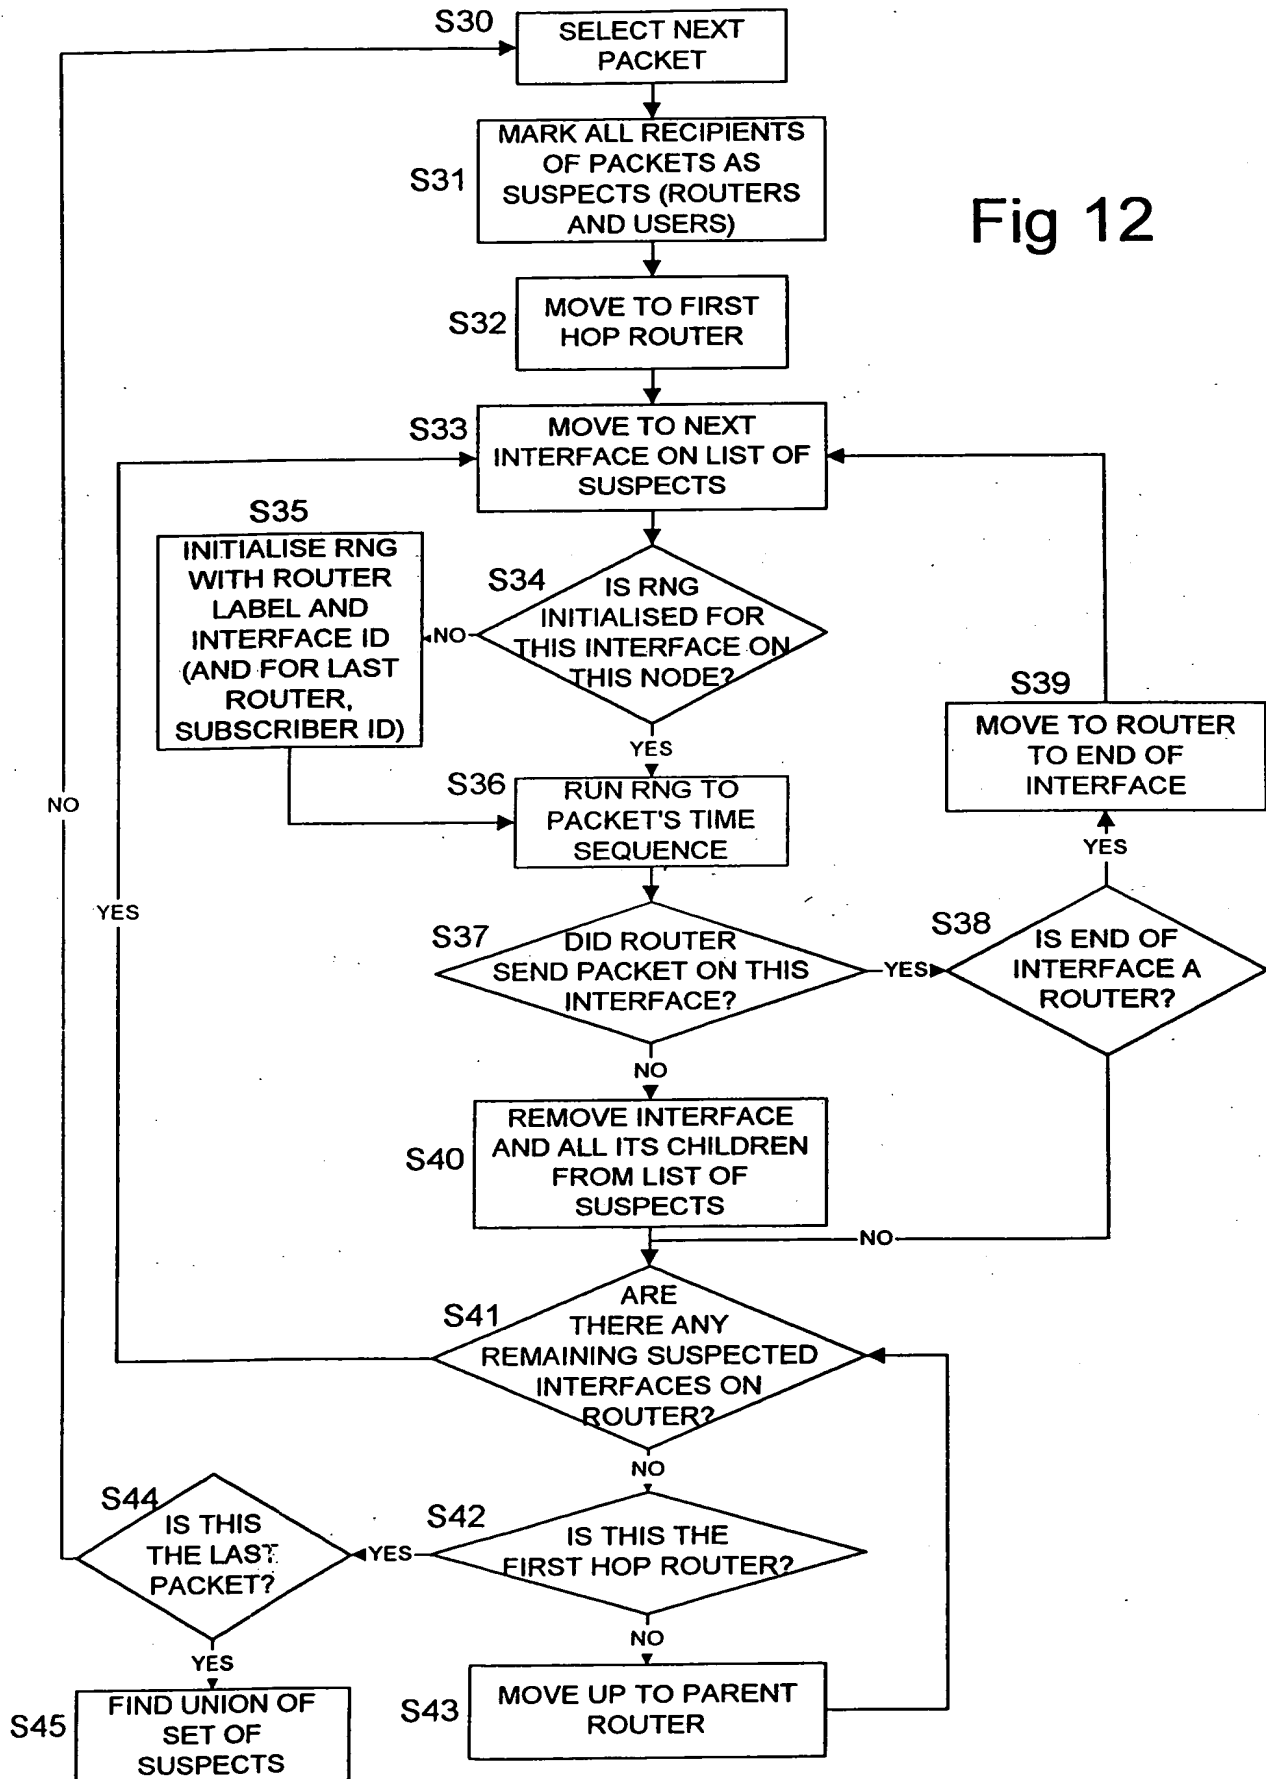 S30
SELECT NEXT
PACKET
S31
MARK ALL RECIPIENTS
OF PACKETS AS
SUSPECTS (ROUTERS
AND USERS)
Fig 12
S32
MOVE TO FIRST
HOP ROUTER
S33
MOVE TO NEXT
INTERFACE ON LIST OF
SUSPECTS
S35
INITIALISE RNG
WITH ROUTER
LABEL AND
INTERFACE ID
(AND FOR LAST
ROUTER,
SUBSCRIBER ID)
S34
IS RNG
INITIALISED FOR
THIS INTERFACE ON
THIS NODE?
NO
YES
S36
RUN RNG TO
PACKET'S TIME
SEQUENCE
S39
MOVE TO ROUTER
TO END OF
INTERFACE
YES
NO
YES
S37
DID ROUTER
SEND PACKET ON THIS
INTERFACE?
YES
S38
IS END OF
INTERFACE A
ROUTER?
NO
S40
REMOVE INTERFACE
AND ALL ITS CHILDREN
FROM LIST OF
SUSPECTS
NO
S41
ARE
THERE ANY
REMAINING SUSPECTED
INTERFACES ON
ROUTER?
NO
S44
IS THIS
THE LAST
PACKET?
YES
S42
IS THIS THE
FIRST HOP ROUTER?
YES
NO
S45
FIND UNION OF
SET OF
SUSPECTS
S43
MOVE UP TO PARENT
ROUTER